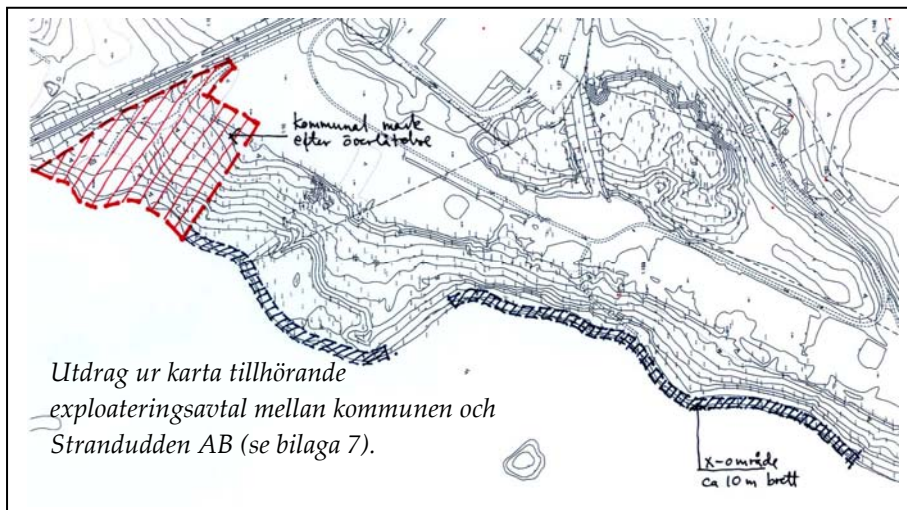 kommunal mark
efter överlåtelse
Utdrag ur karta tillhörande
exploateringsavtal mellan kommunen och
Strandudden AB (se bilaga 7).
x-område
ca 10 m brett